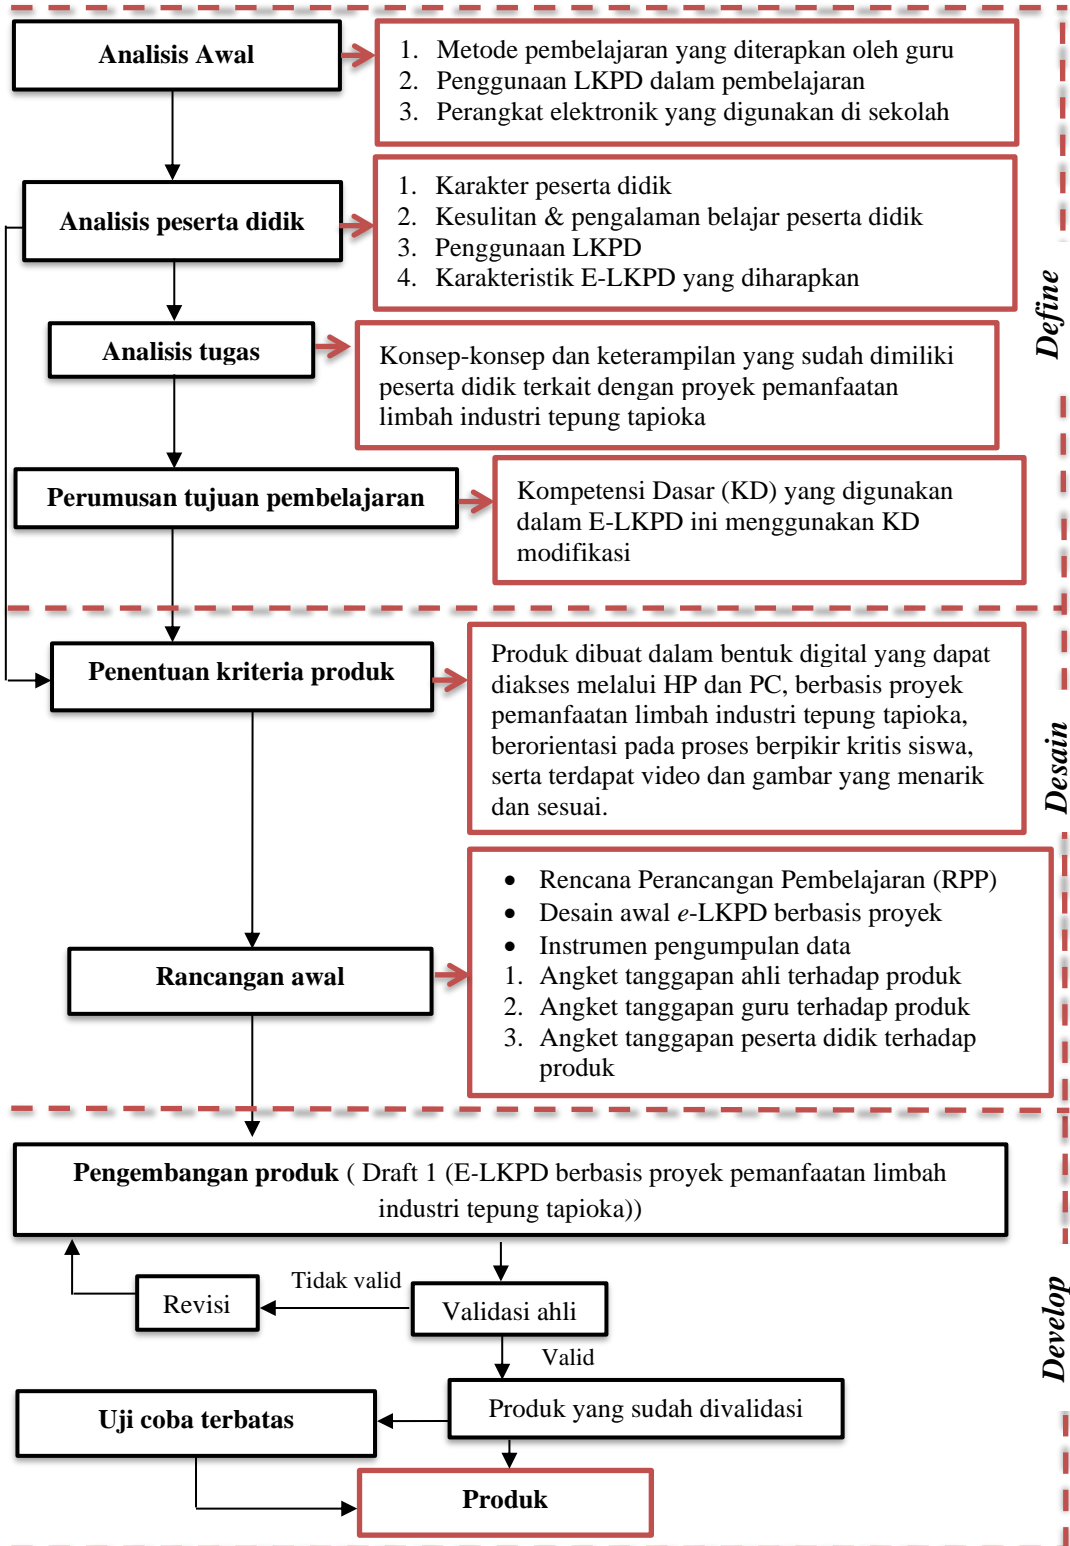 Analisis Awal
1. Metode pembelajaran yang diterapkan oleh guru
2. Penggunaan LKPD dalam pembelajaran
3. Perangkat elektronik yang digunakan di sekolah
Analisis peserta didik
1. Karakter peserta didik
2. Kesulitan & pengalaman belajar peserta didik
3. Penggunaan LKPD
4. Karakteristik E-LKPD yang diharapkan
Define
Analisis tugas
Konsep-konsep dan keterampilan yang sudah dimiliki
peserta didik terkait dengan proyek pemanfaatan
limbah industri tepung tapioka
Perumusan tujuan pembelajaran
Kompetensi Dasar (KD) yang digunakan
dalam E-LKPD ini menggunakan KD
modifikasi
Penentuan kriteria produk
Produk dibuat dalam bentuk digital yang dapat
diakses melalui HP dan PC, berbasis proyek
pemanfaatan limbah industri tepung tapioka,
berorientasi pada proses berpikir kritis siswa,
serta terdapat video dan gambar yang menarik
dan sesuai.
Desain
Rancangan awal
• Rencana Perancangan Pembelajaran (RPP)
• Desain awal e-LKPD berbasis proyek
• Instrumen pengumpulan data
1. Angket tanggapan ahli terhadap produk
2. Angket tanggapan guru terhadap produk
3. Angket tanggapan peserta didik terhadap
produk
Pengembangan produk ( Draft 1 (E-LKPD berbasis proyek pemanfaatan limbah
industri tepung tapioka))
Tidak valid
Revisi
Validasi ahli
Valid
Develop
Uji coba terbatas
Produk yang sudah divalidasi
Produk